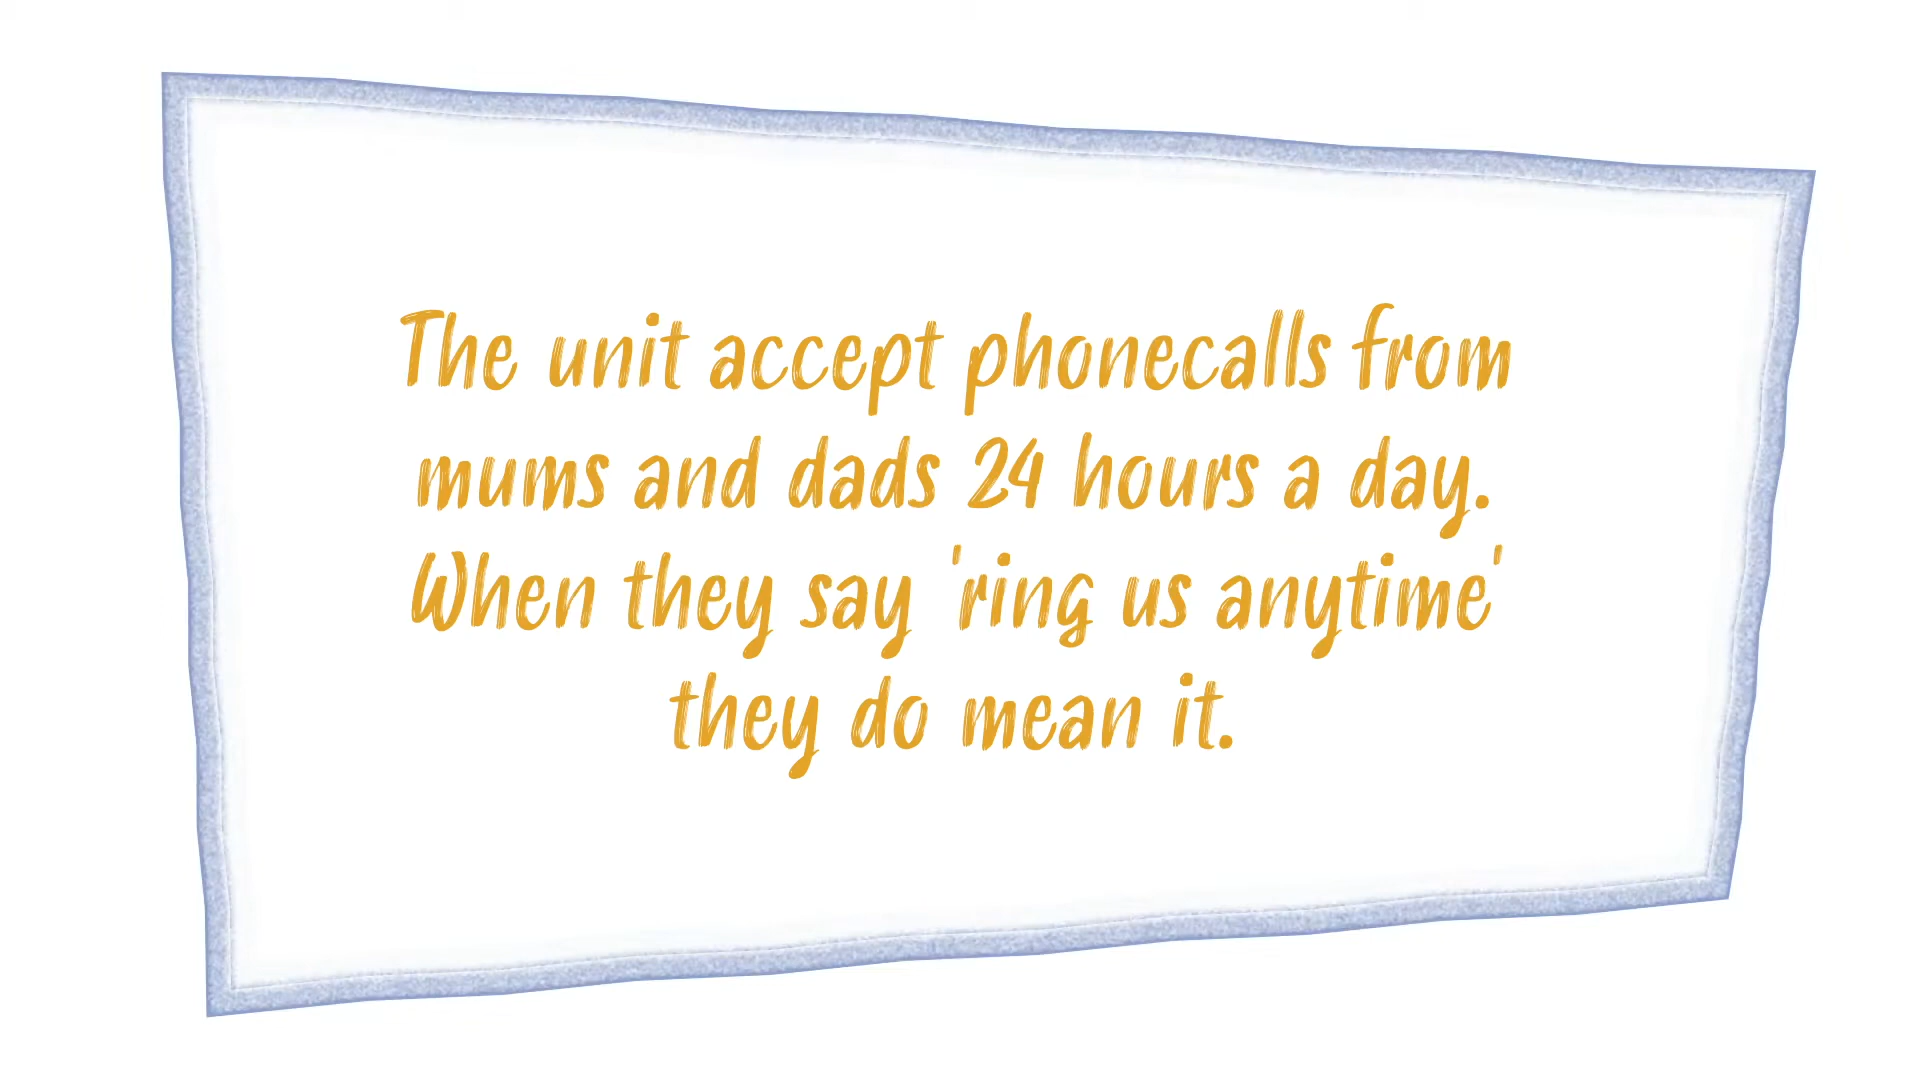 The unit accept phonecalls from
mums and dads 24 hours a day.
When they say 'ring us anytime'
they do mean it.